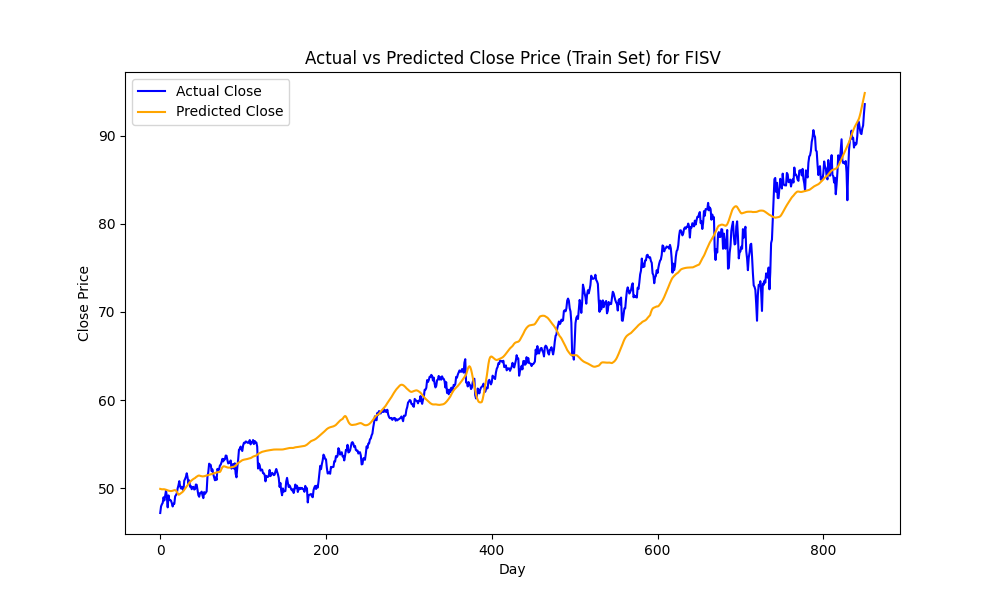 Actual vs Predicted Close Price (Train Set) for FISV
Actual Close
Predicted Close
Close Price
90
80
70
60
50
0 200 400 600 800
Day